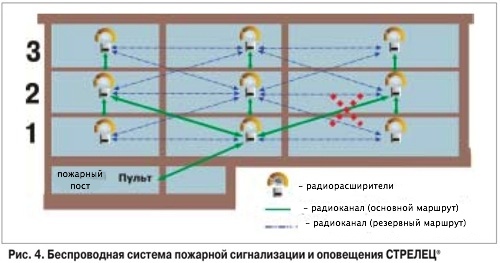 3
2
1
пожарный
пост
Пульт
– радиорасширители
– радиоканал (основной маршрут)
– радиоканал (резервный маршрут)
Рис. 4. Беспроводная система пожарной сигнализации и оповещения СТРЕЛЕЦ®